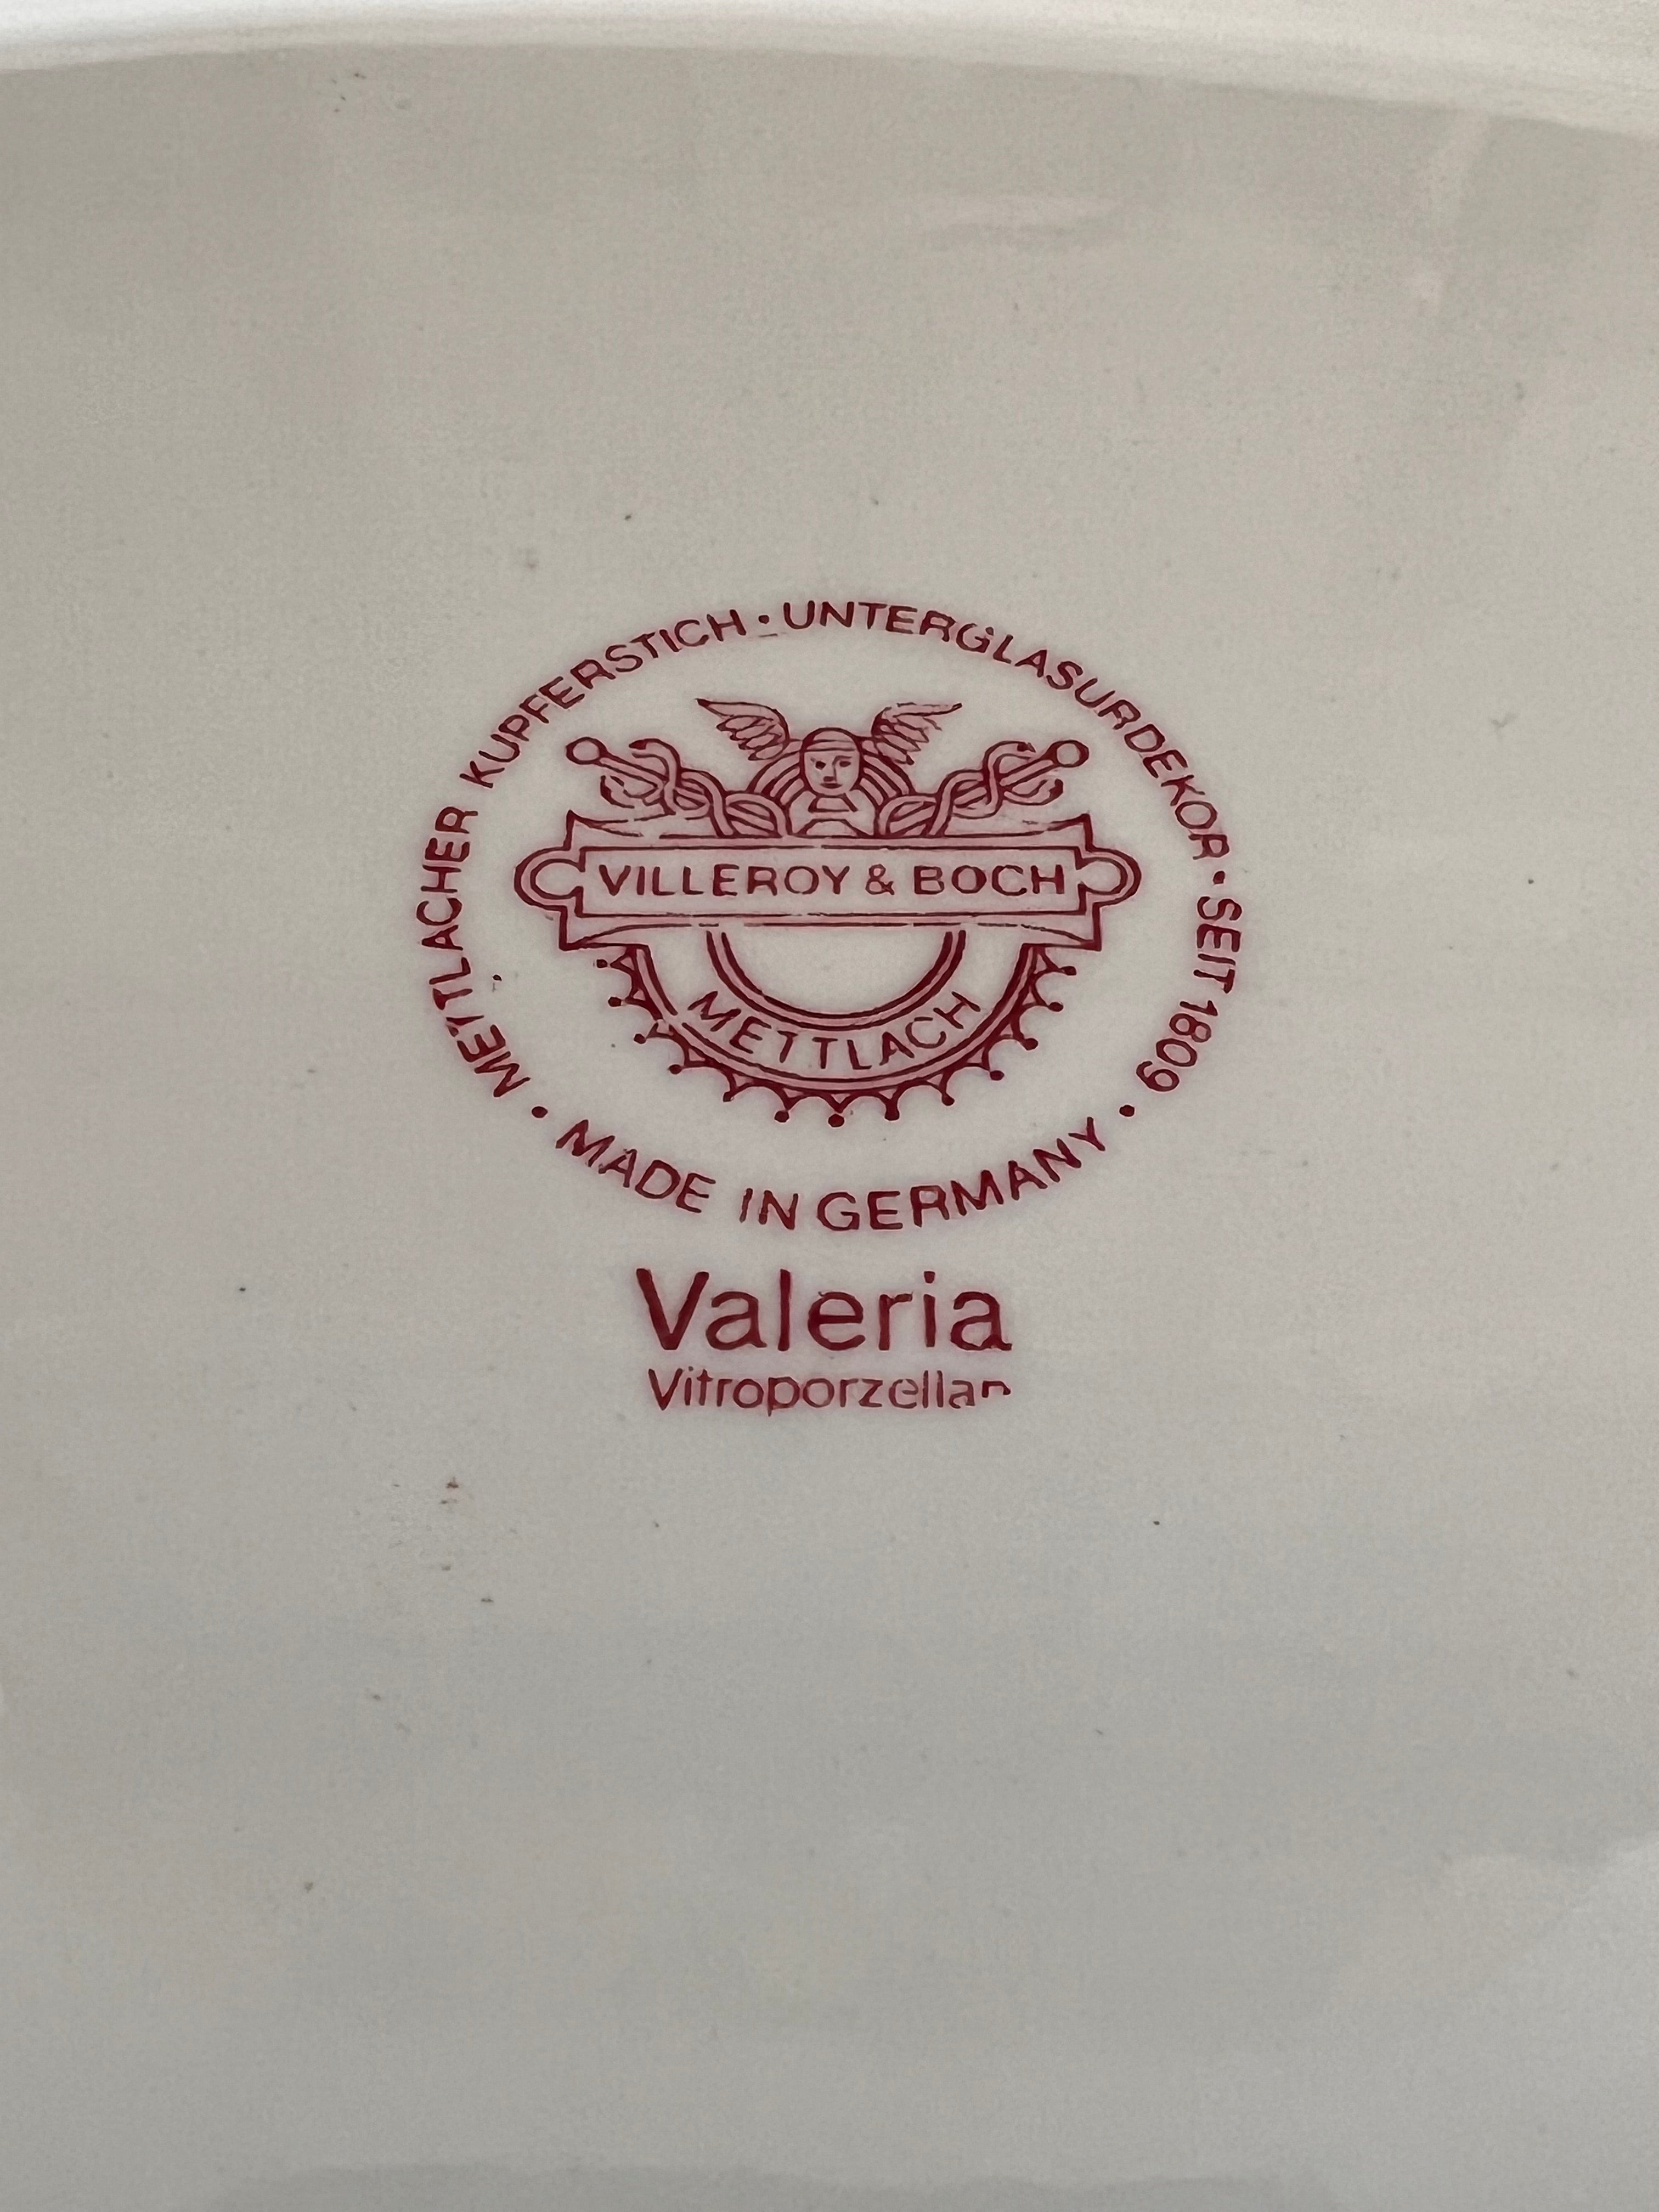 METTLACHER KUPFERSTICH · UNTERGLASURDEKOR · SEIT 1809 ·
VILLEROY & BOCH
METTLACH
MADE IN GERMANY
Valeria
Vitroporzellan